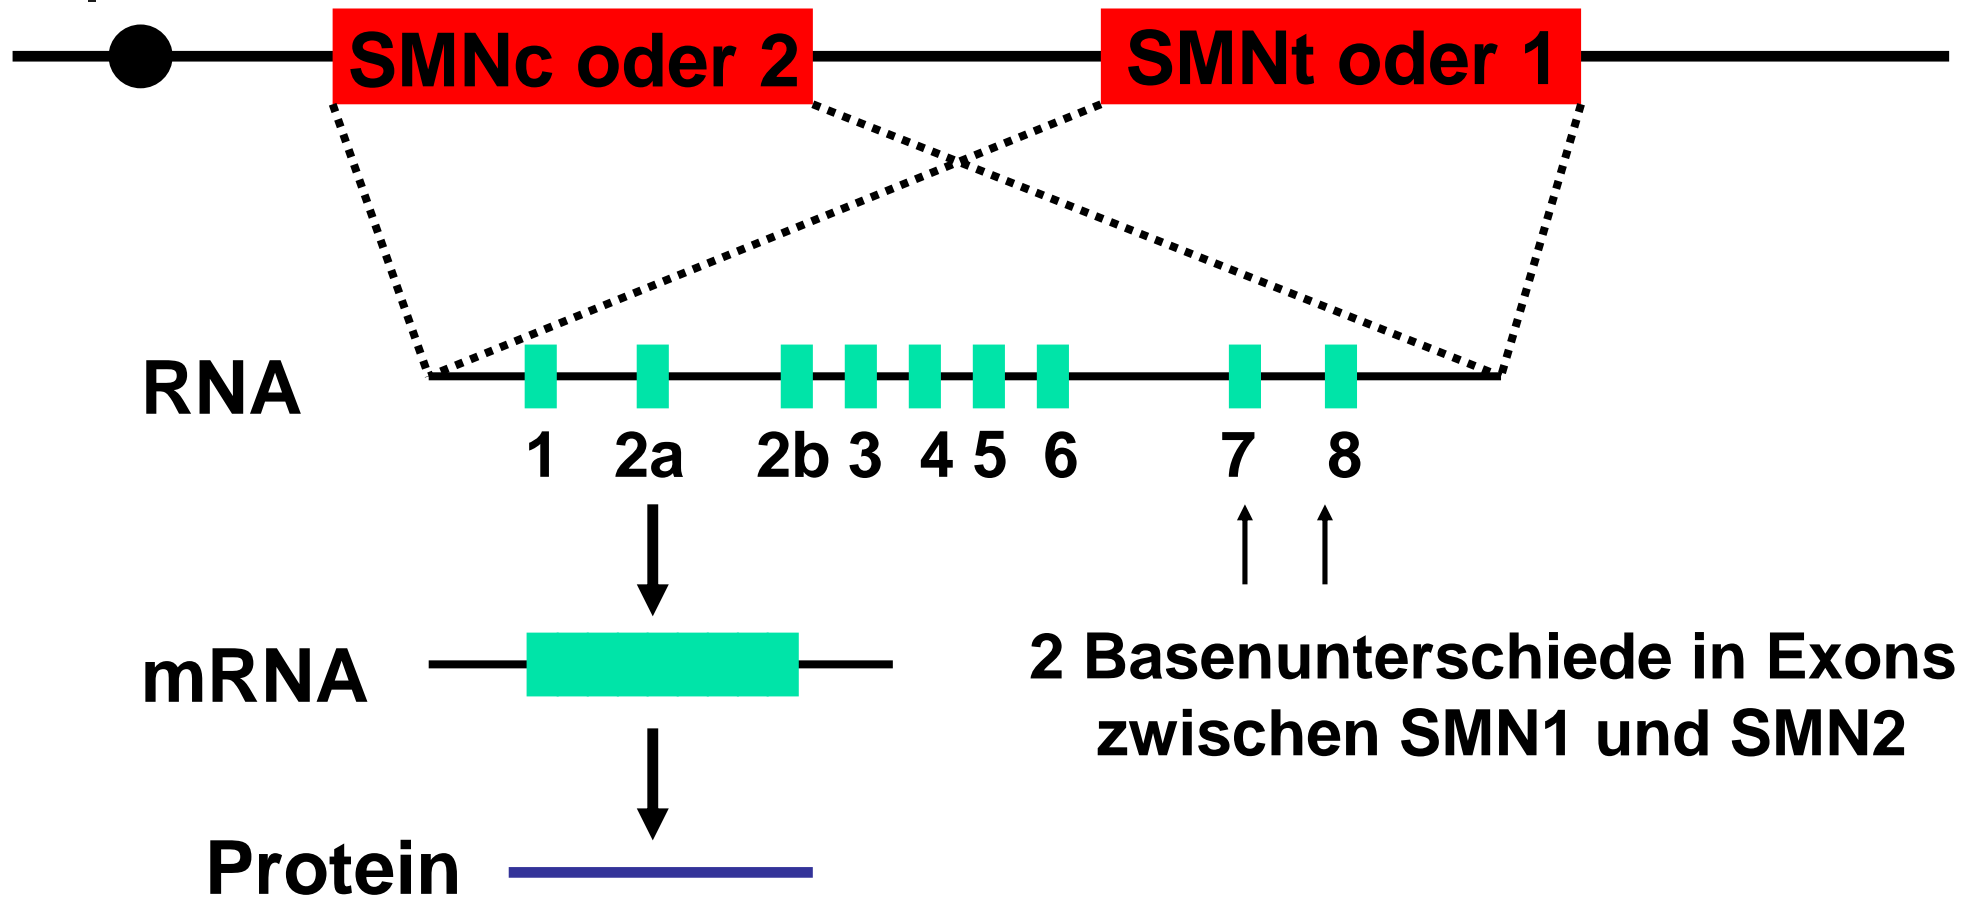 SMNc oder 2 SMNt oder 1
RNA
1 2a 2b 3 4 5 6 7 8
mRNA
2 Basenunterschiede in Exons
zwischen SMN1 und SMN2
Protein